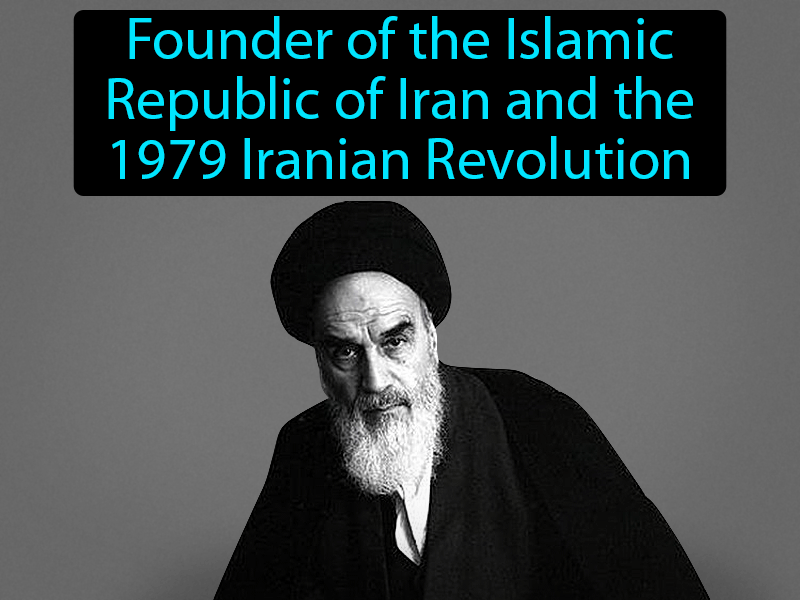 Founder of the Islamic
Republic of Iran and the
1979 Iranian Revolution